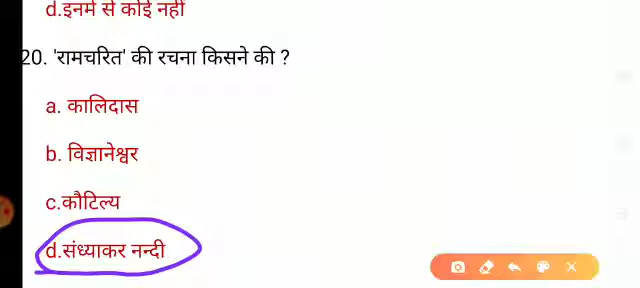 d.इनमें से कोई नहीं
20. 'रामचरित' की रचना किसने की ?
a. कालिदास
b. विज्ञानेश्वर
c.कौटिल्य
d.संध्याकर नन्दी